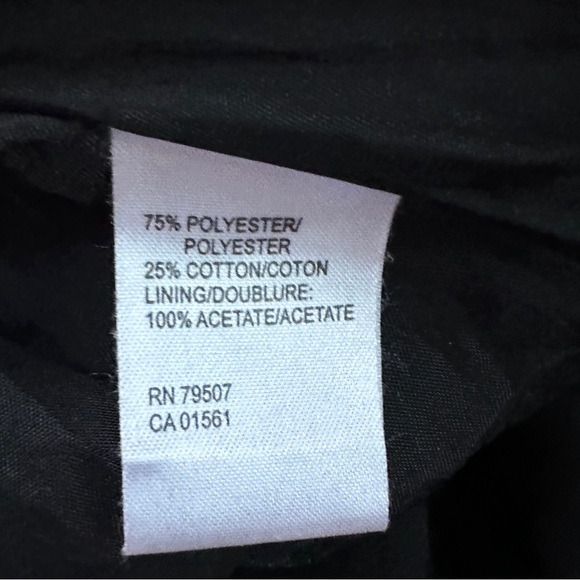 75% POLYESTER/
POLYESTER
25% COTTON/COTON
LINING/DOUBLURE:
100% ACETATE/ACETATE
RN 79507
CA 01561